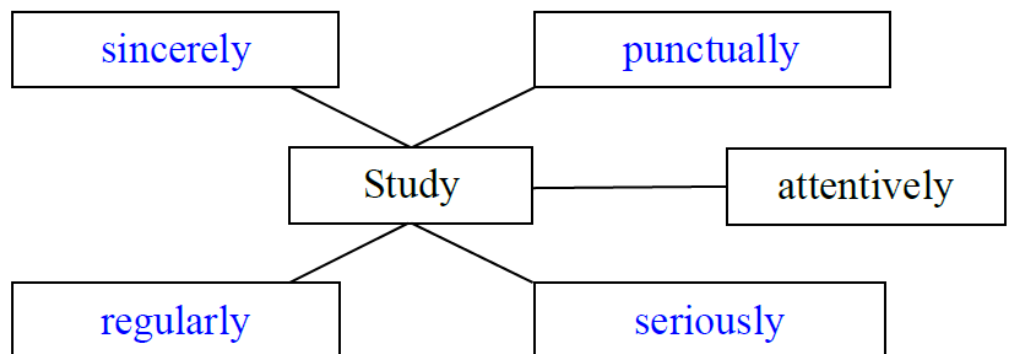 sincerely
punctually
Study
attentively
regularly
seriously